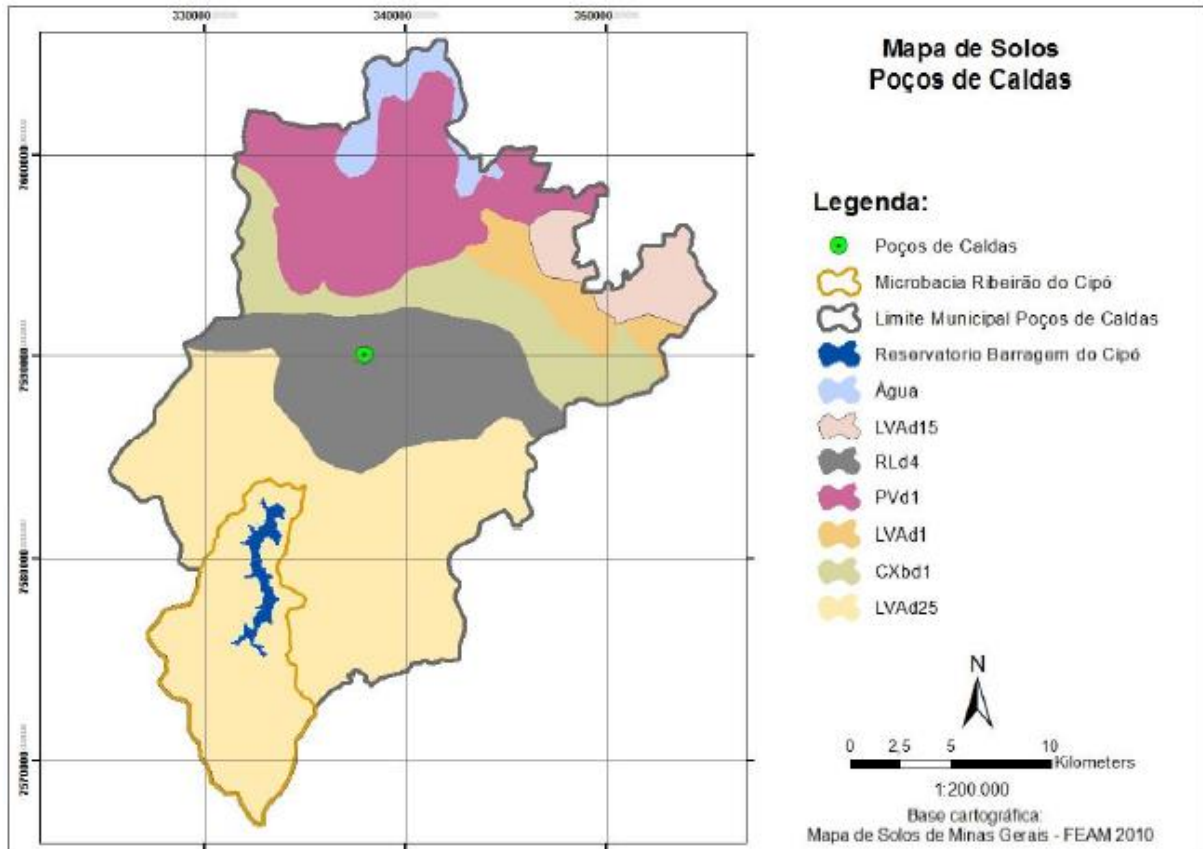 330000
340000
350000
Mapa de Solos
Poços de Caldas
Legenda:
Poços de Caldas
Microbacia Ribeirão do Cipó
Limite Municipal Poços de Caldas
Reservatorio Barragem do Cipó
Água
LVAd15
RLd4
PVd1
LVAd1
CXbd1
LVAd25
N
0 2,5 5 10
Kilometers
1:200.000
Base cartográfica:
Mapa de Solos de Minas Gerais - FEAM 2010
7580000
7570000